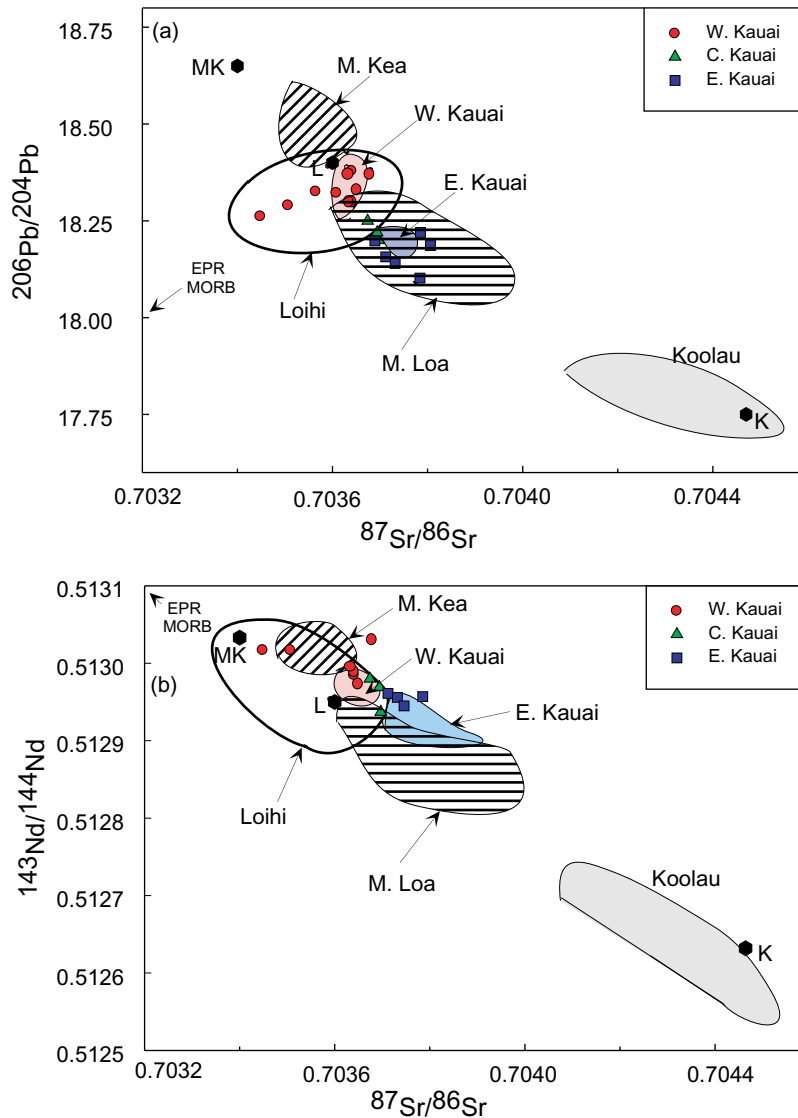 18.75
(a)
W. Kauai
C. Kauai
E. Kauai
MK
M. Kea
W. Kauai
18.50
L
E. Kauai
18.25
206Pb/204Pb
EPR
MORB
Loihi
18.00
M. Loa
Koolau
17.75
K
0.7032
0.7036
0.7040
0.7044
87Sr/86Sr
0.5131
EPR
MORB
W. Kauai
C. Kauai
E. Kauai
M. Kea
MK
0.5130
(b)
W. Kauai
L
E. Kauai
0.5129
Loihi
143Nd/144Nd
0.5128
M. Loa
Koolau
0.5127
K
0.5126
0.5125
0.7032
0.7036
0.7040
0.7044
87Sr/86Sr